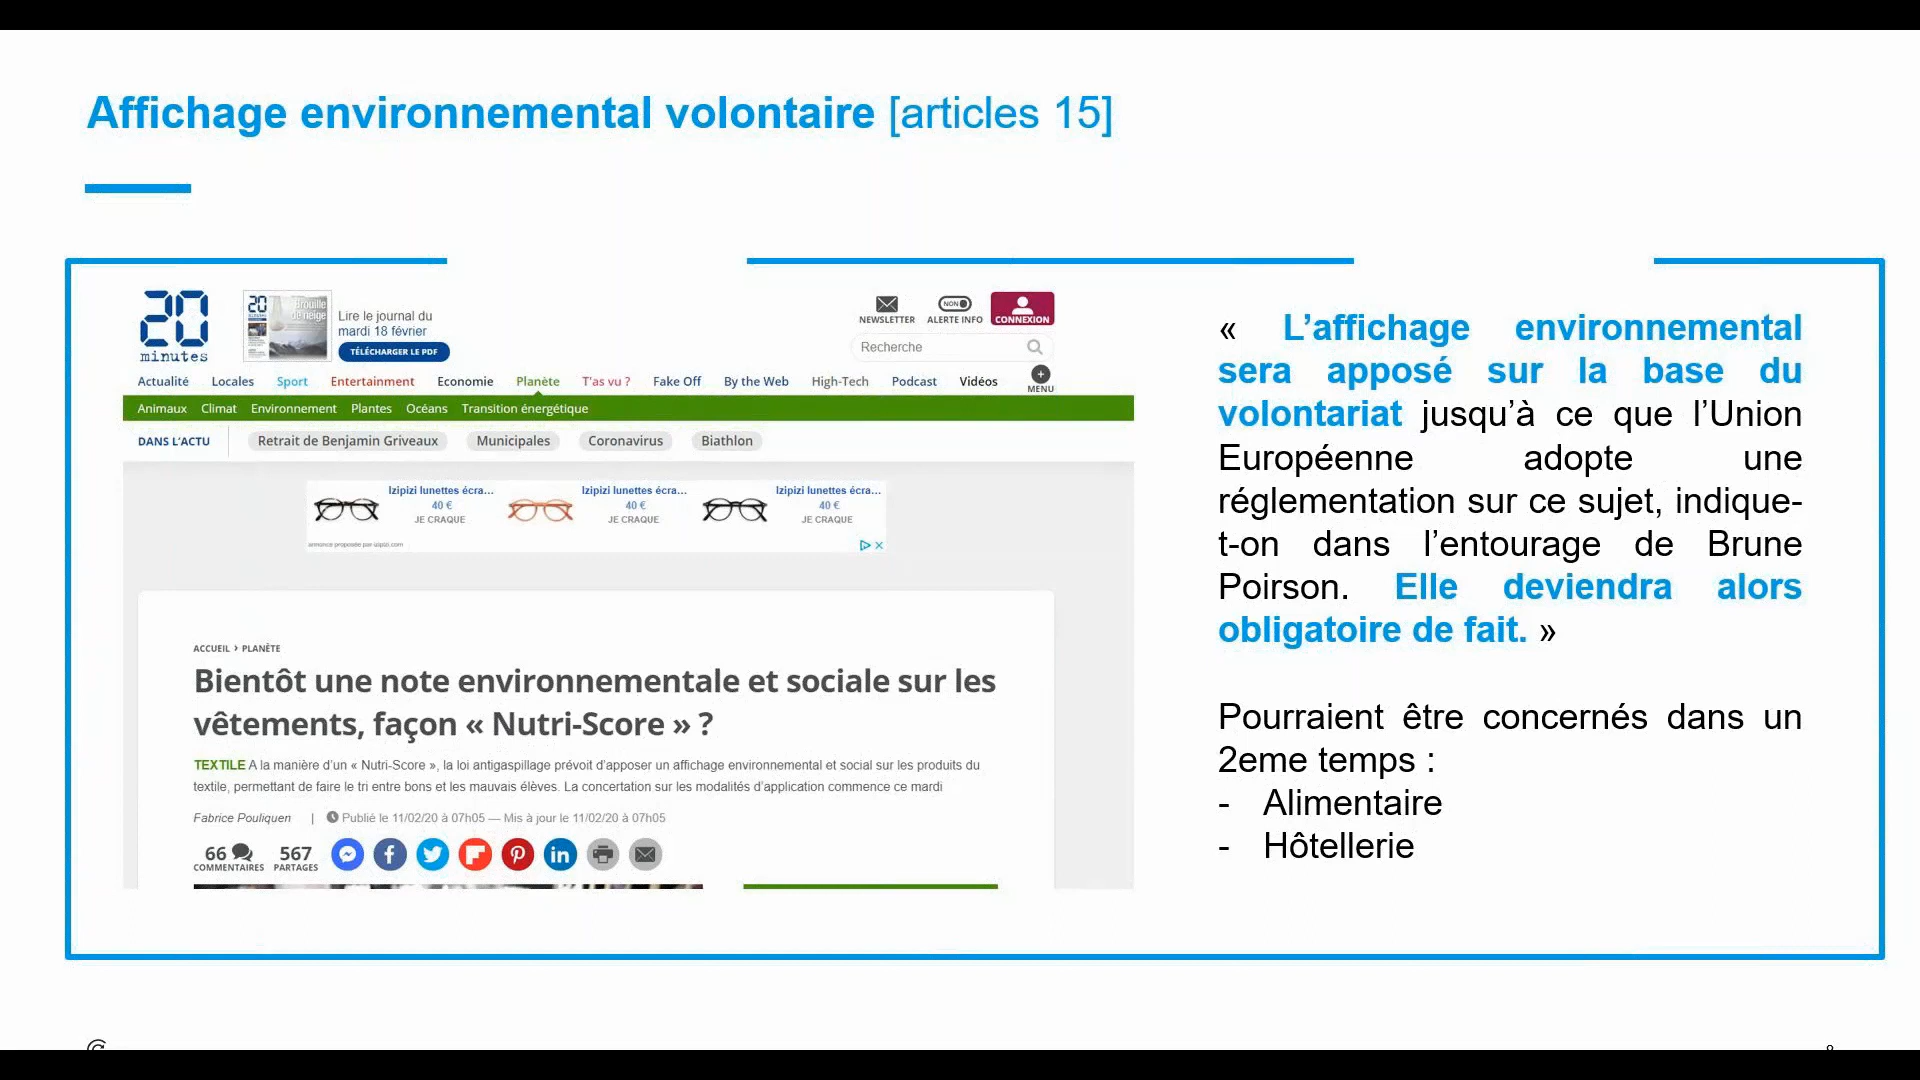 Affichage environnemental volontaire [articles 15]
20
minutes
20
Brouille
de neige
Lire le journal du
mardi 18 février
TÉLÉCHARGER LE PDF
NEWSLETTER
NON
ALERTE INFO
CONNEXION
Recherche
Actualité Locales Sport Entertainment Economie Planète T'as vu ? Fake Off By the Web High-Tech Podcast Vidéos
+
MENU
Animaux Climat Environnement Plantes Océans Transition énergétique
DANS L'ACTU Retrait de Benjamin Griveaux Municipales Coronavirus Biathlon
Izipizi lunettes écra...
40 €
JE CRAQUE
Izipizi lunettes écra...
40 €
JE CRAQUE
Izipizi lunettes écra...
40 €
JE CRAQUE
annonce proposée par izipizi.com
ACCUEIL › PLANÈTE
Bientôt une note environnementale et sociale sur les
vêtements, façon « Nutri-Score » ?
TEXTILE A la manière d'un « Nutri-Score », la loi antigaspillage prévoit d'apposer un affichage environnemental et social sur les produits du
textile, permettant de faire le tri entre bons et les mauvais élèves. La concertation sur les modalités d'application commence ce mardi
Fabrice Pouliquen | Publié le 11/02/20 à 07h05 — Mis à jour le 11/02/20 à 07h05
66
COMMENTAIRES
567
PARTAGES
« L’affichage environnemental
sera apposé sur la base du
volontariat jusqu’à ce que l’Union
Européenne adopte une
réglementation sur ce sujet, indique-
t-on dans l’entourage de Brune
Poirson. Elle deviendra alors
obligatoire de fait. »
Pourraient être concernés dans un
2eme temps :
- Alimentaire
- Hôtellerie